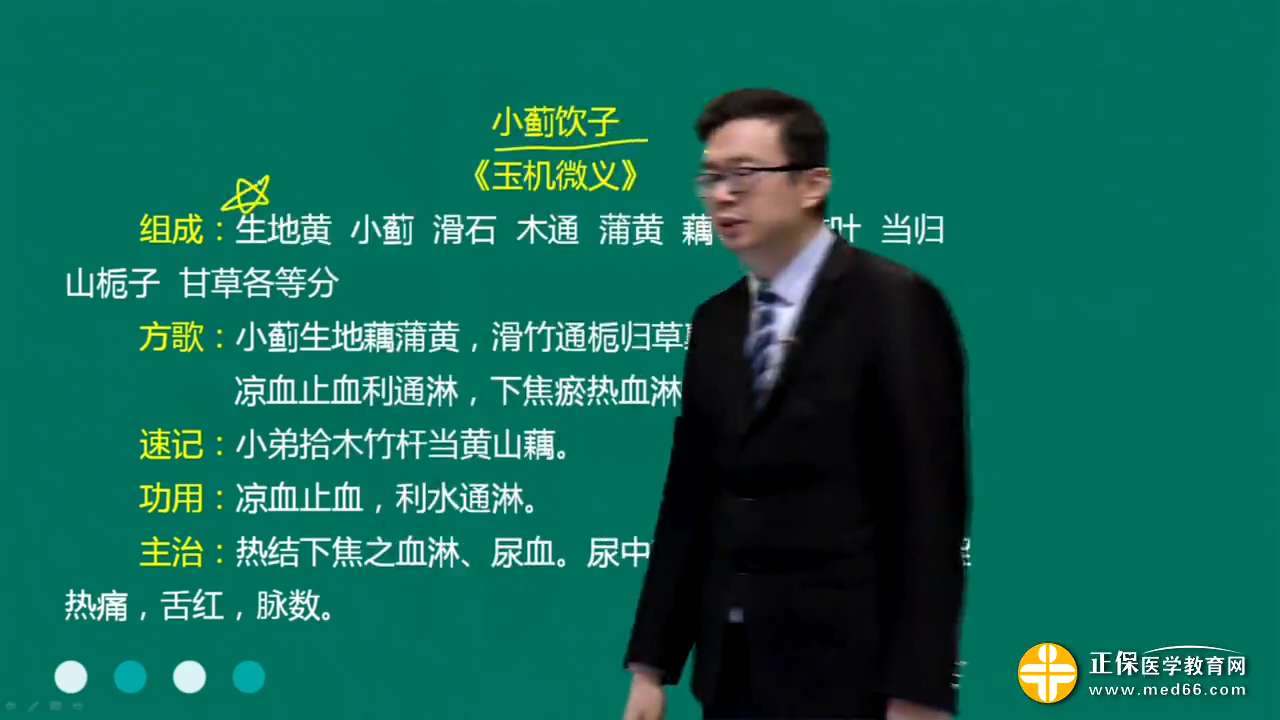 小蓟饮子
《玉机微义》
组成：生地黄 小蓟 滑石 木通 蒲黄 藕 叶 当归
山栀子 甘草各等分
方歌：小蓟生地藕蒲黄，滑竹通栀归草
凉血止血利通淋，下焦瘀热血淋
速记：小弟拾木竹杆当黄山藕。
功用：凉血止血，利水通淋。
主治：热结下焦之血淋、尿血。尿中
热痛，舌红，脉数。
正保医学教育网
www.med66.com